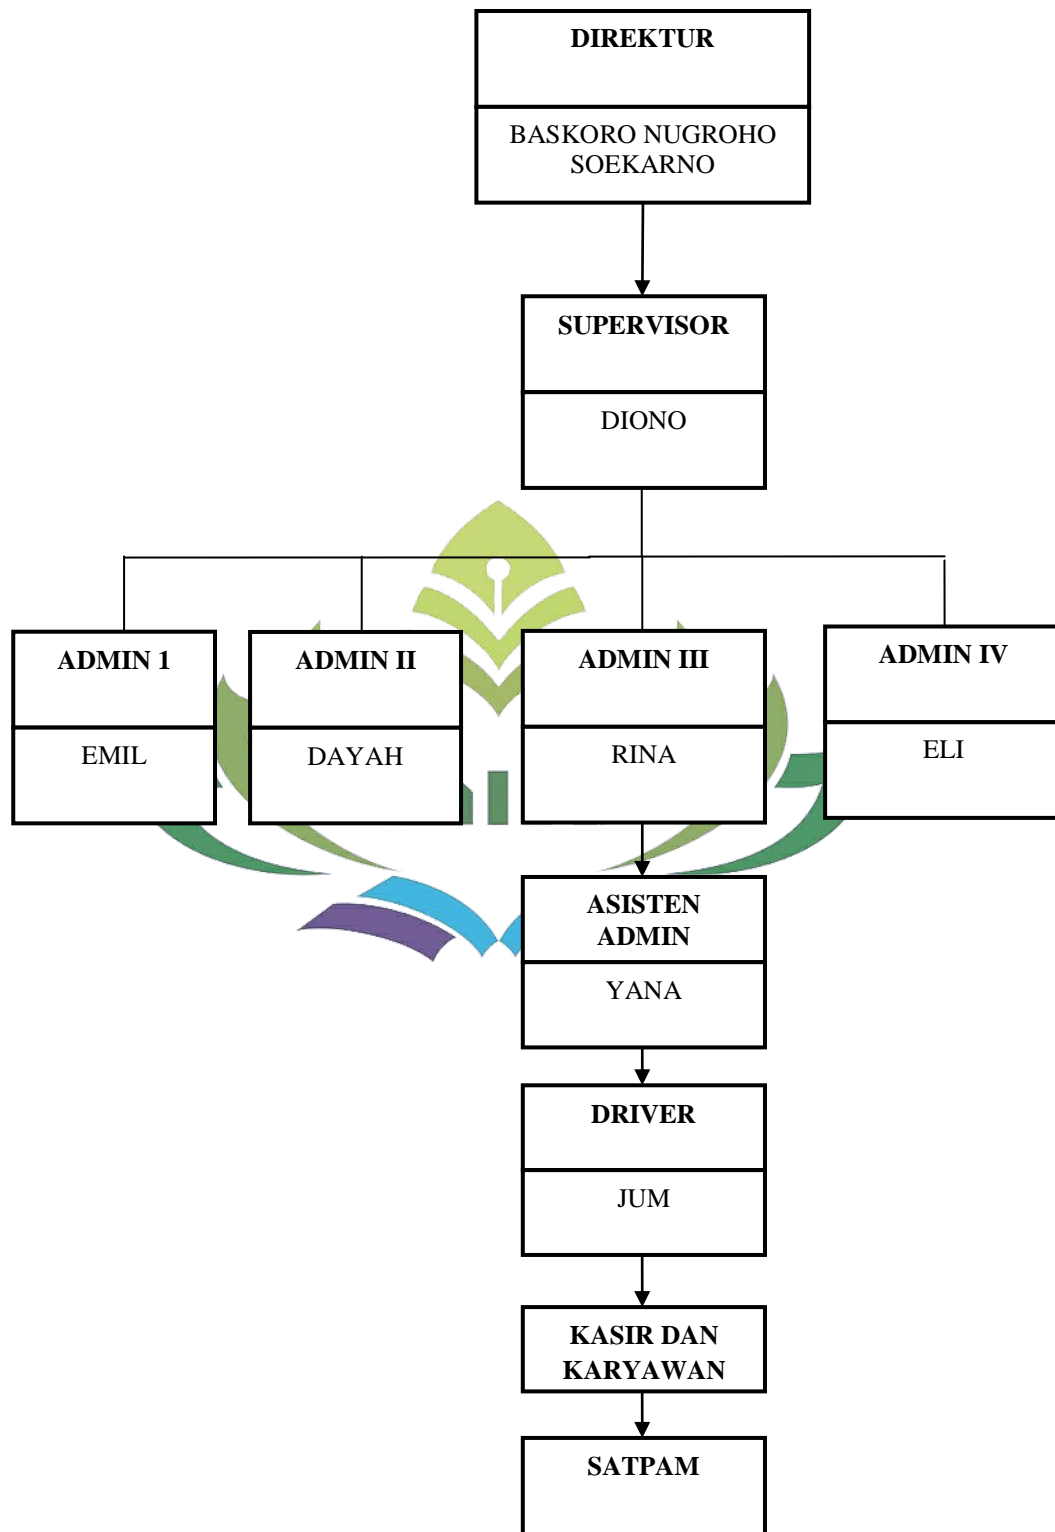 DIREKTUR
BASKORO NUGROHO
SOEKARNO
SUPERVISOR
DIONO
ADMIN 1
ADMIN II
ADMIN III
ADMIN IV
EMIL
DAYAH
RINA
ELI
ASISTEN
ADMIN
YANA
DRIVER
JUM
KASIR DAN
KARYAWAN
SATPAM